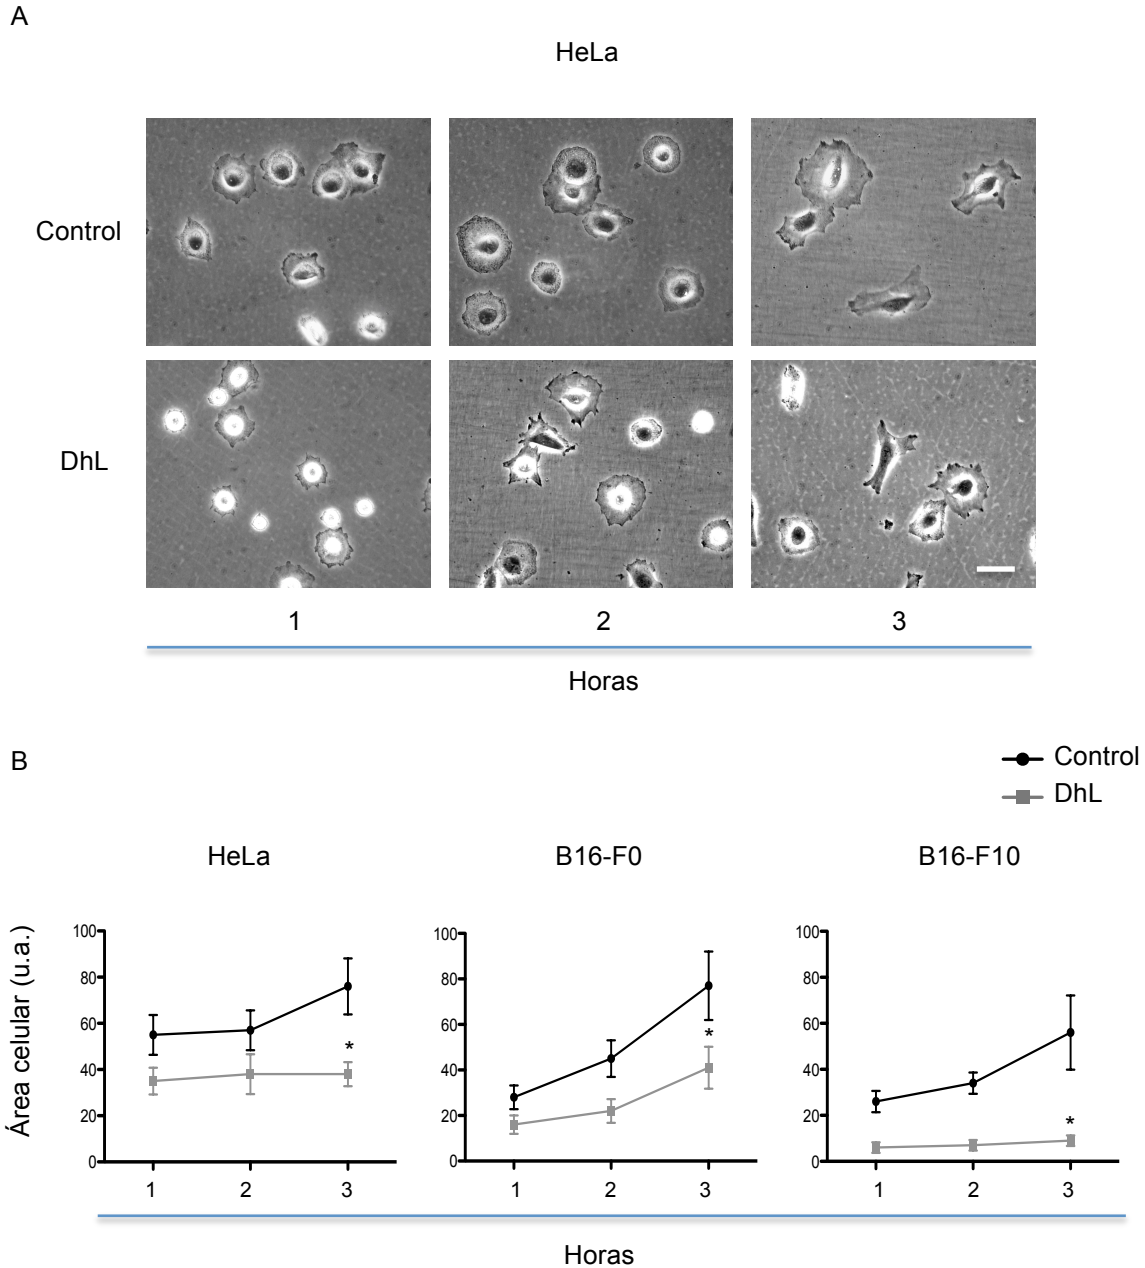 A
HeLa
Control
DhL
1 2 3
Horas
B
Control
DhL
HeLa B16-F0 B16-F10
Área celular (u.a.)
100 80 60 40 20 0
100 80 60 40 20 0
100 80 60 40 20 0
* * *
1 2 3 1 2 3 1 2 3
Horas